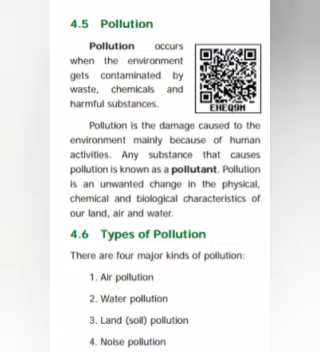 4.5 Pollution
Pollution occurs
when the environment
gets contaminated by
waste, chemicals and
harmful substances.
EHEQ9M
Pollution is the damage caused to the
environment mainly because of human
activities. Any substance that causes
pollution is known as a pollutant. Pollution
is an unwanted change in the physical,
chemical and biological characteristics of
our land, air and water.
4.6 Types of Pollution
There are four major kinds of pollution:
1. Air pollution
2. Water pollution
3. Land (soil) pollution
4. Noise pollution